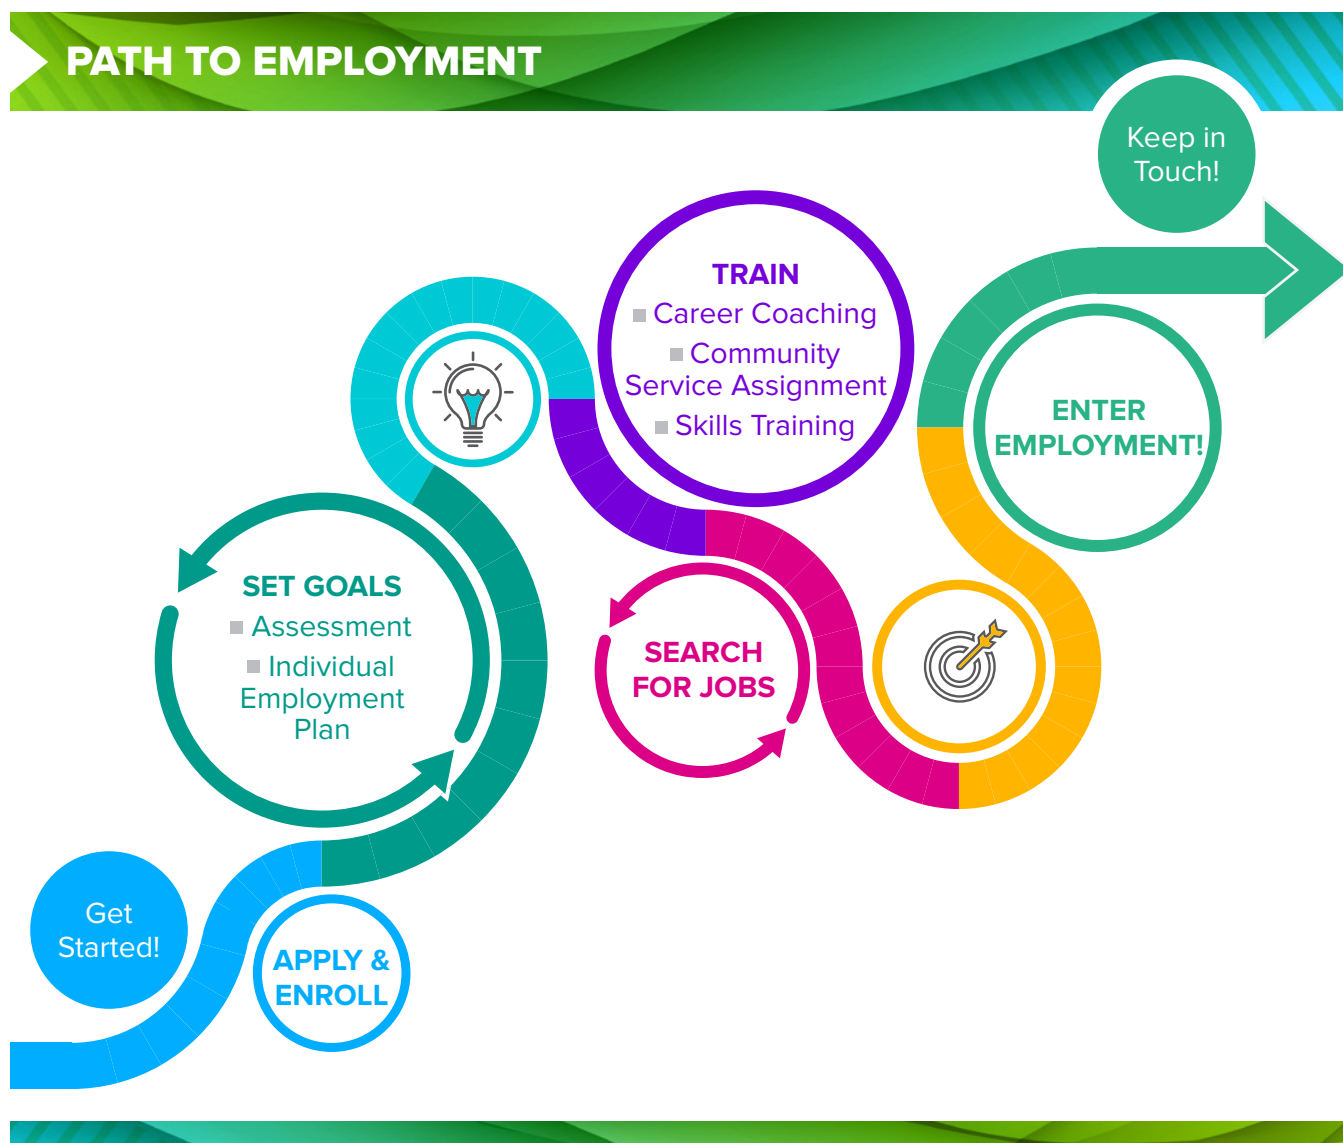 PATH TO EMPLOYMENT
Get
Started!
APPLY &
ENROLL
SET GOALS
■ Assessment
■ Individual
Employment
Plan
TRAIN
■ Career Coaching
■ Community
Service Assignment
■ Skills Training
SEARCH
FOR JOBS
ENTER
EMPLOYMENT!
Keep in
Touch!